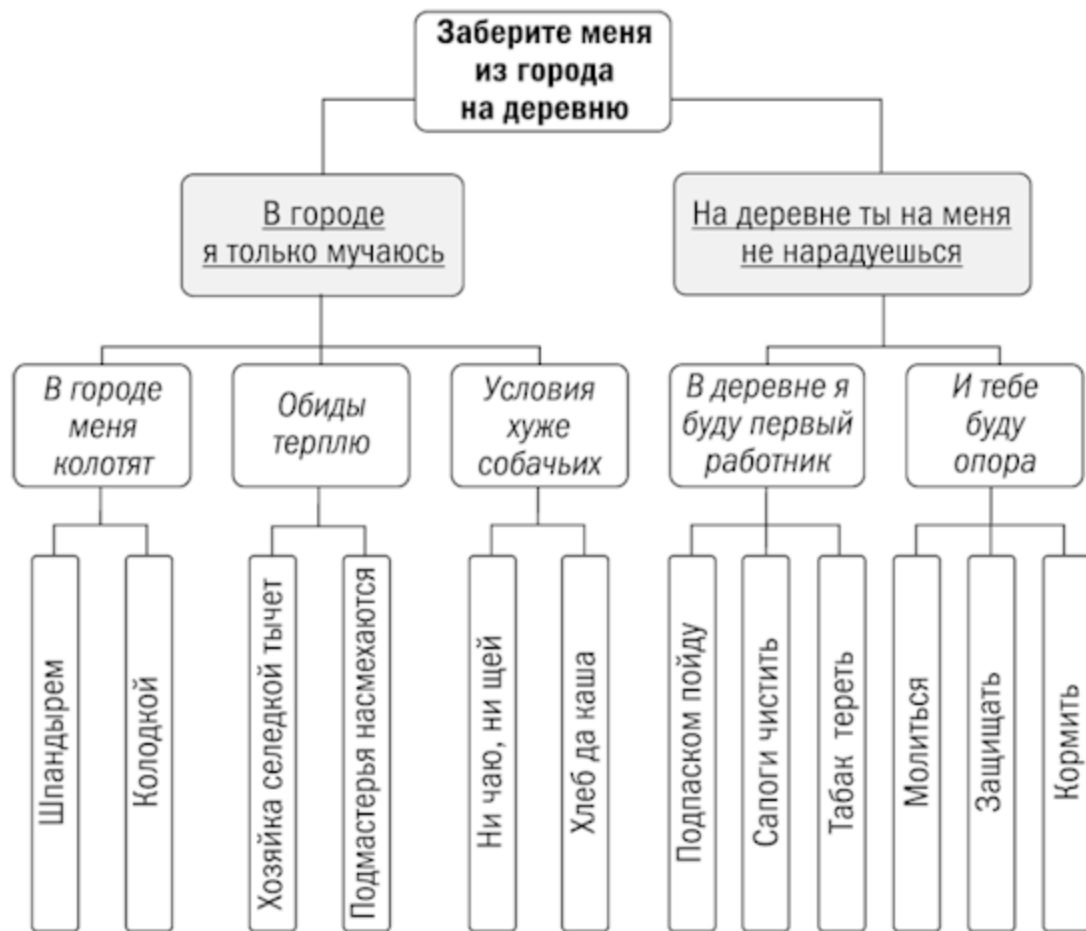 Заберите меня
из города
на деревню
В городе
я только мучаюсь
На деревне ты на меня
не нарадуешься
В городе
меня
колотят
Обиды
терплю
Условия
хуже
собачьих
В деревне я
буду первый
работник
И тебе
буду
опора
Шпандырем
Колодкой
Хозяйка селедкой тычет
Подмастерья насмехаются
Ни чаю, ни щей
Хлеб да каша
Подпаском пойду
Сапоги чистить
Табак тереть
Молиться
Защищать
Кормить